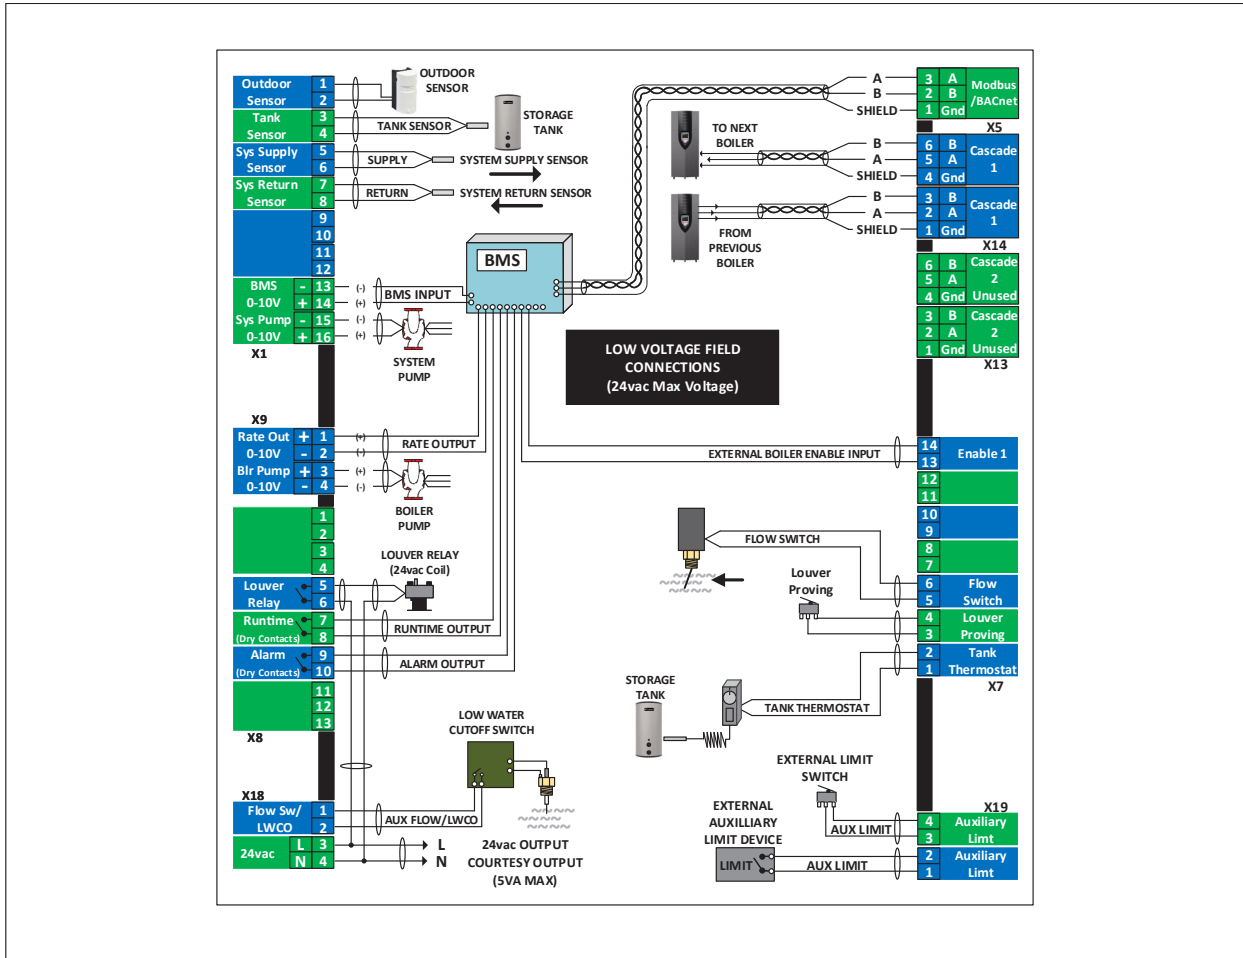 Outdoor 1
Sensor 2
OUTDOOR
SENSOR
Tank 3
Sensor 4
TANK SENSOR
STORAGE
TANK
Sys Supply 5
Sensor 6
SUPPLY
SYSTEM SUPPLY SENSOR
Sys Return 7
Sensor 8
RETURN
SYSTEM RETURN SENSOR
9
10
11
12
BMS - 13 (-)
0-10V + 14 (+)
BMS INPUT
BMS
Sys Pump - 15 (-)
0-10V + 16 (+)
X1
SYSTEM
PUMP
X9
Rate Out + 1 (+)
0-10V - 2 (-)
RATE OUTPUT
Blr Pump + 3 (+)
0-10V - 4 (-)
BOILER
PUMP
1
2
3
4
LOUVER RELAY
(24vac Coil)
Louver 5
Relay 6
Runtime 7
(Dry Contacts) 8
RUNTIME OUTPUT
Alarm 9
(Dry Contacts) 10
ALARM OUTPUT
11
12
13
X8
LOW WATER
CUTOFF SWITCH
X18
Flow Sw/ 1
LWCO 2
AUX FLOW/LWCO
24vac L 3
N 4
L
N
24vac OUTPUT
COURTESY OUTPUT
(5VA MAX)
LOW VOLTAGE FIELD
CONNECTIONS
(24vac Max Voltage)
A 3 A Modbus
B 2 B /BACnet
SHIELD 1 Gnd
X5
TO NEXT
BOILER
B 6 B Cascade
A 5 A 1
SHIELD 4 Gnd
FROM
PREVIOUS
BOILER
B 3 B Cascade
A 2 A 1
SHIELD 1 Gnd
X14
6 B Cascade
5 A 2
4 Gnd Unused
3 B Cascade
2 A 2
1 Gnd Unused
X13
EXTERNAL BOILER ENABLE INPUT
14
13 Enable 1
12
11
10
9
8
7
FLOW SWITCH
6 Flow
5 Switch
Louver
Proving
4 Louver
3 Proving
2 Tank
1 Thermostat
X7
STORAGE
TANK
TANK THERMOSTAT
EXTERNAL LIMIT
SWITCH
X19
4 Auxiliary
3 Limt
AUX LIMIT
EXTERNAL
AUXILLIARY
LIMIT DEVICE
LIMIT
AUX LIMIT
2 Auxiliary
1 Limt